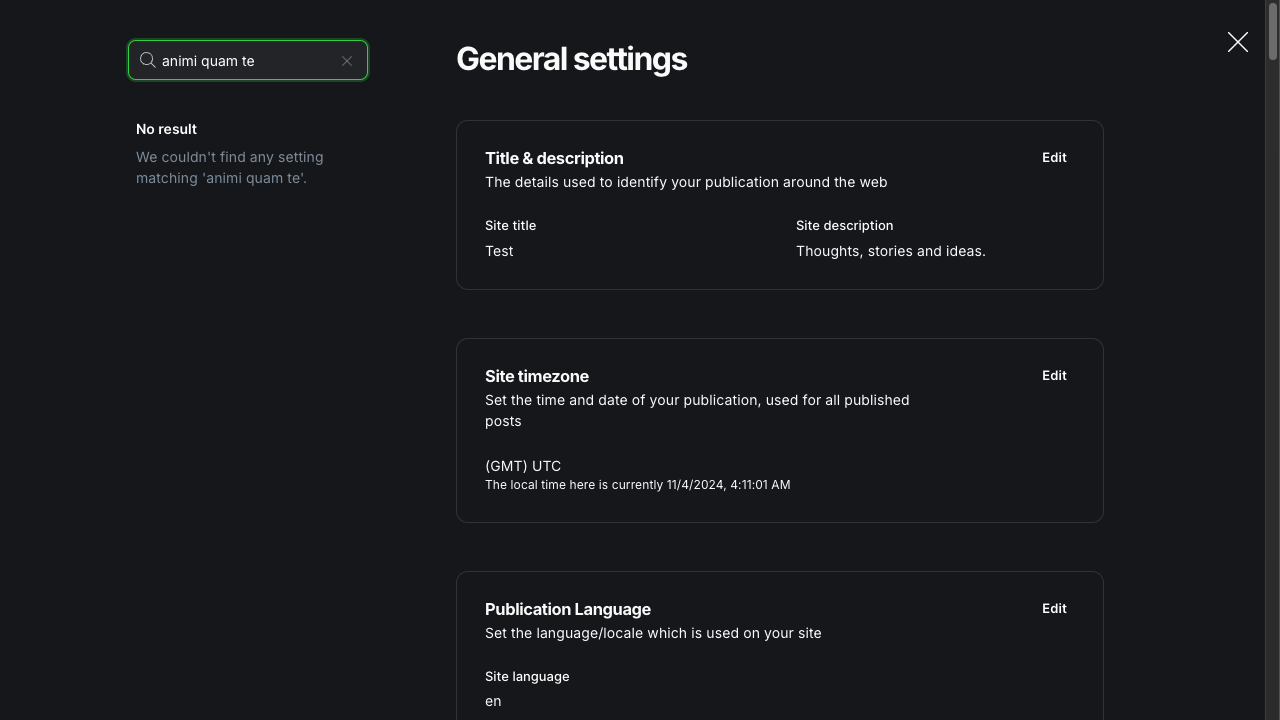 animi quam te
No result
We couldn't find any setting
matching 'animi quam te'.
General settings
Title & description
Edit
The details used to identify your publication around the web
Site title
Site description
Test
Thoughts, stories and ideas.
Site timezone
Edit
Set the time and date of your publication, used for all published
posts
(GMT) UTC
The local time here is currently 11/4/2024, 4:11:01 AM
Publication Language
Edit
Set the language/locale which is used on your site
Site language
en